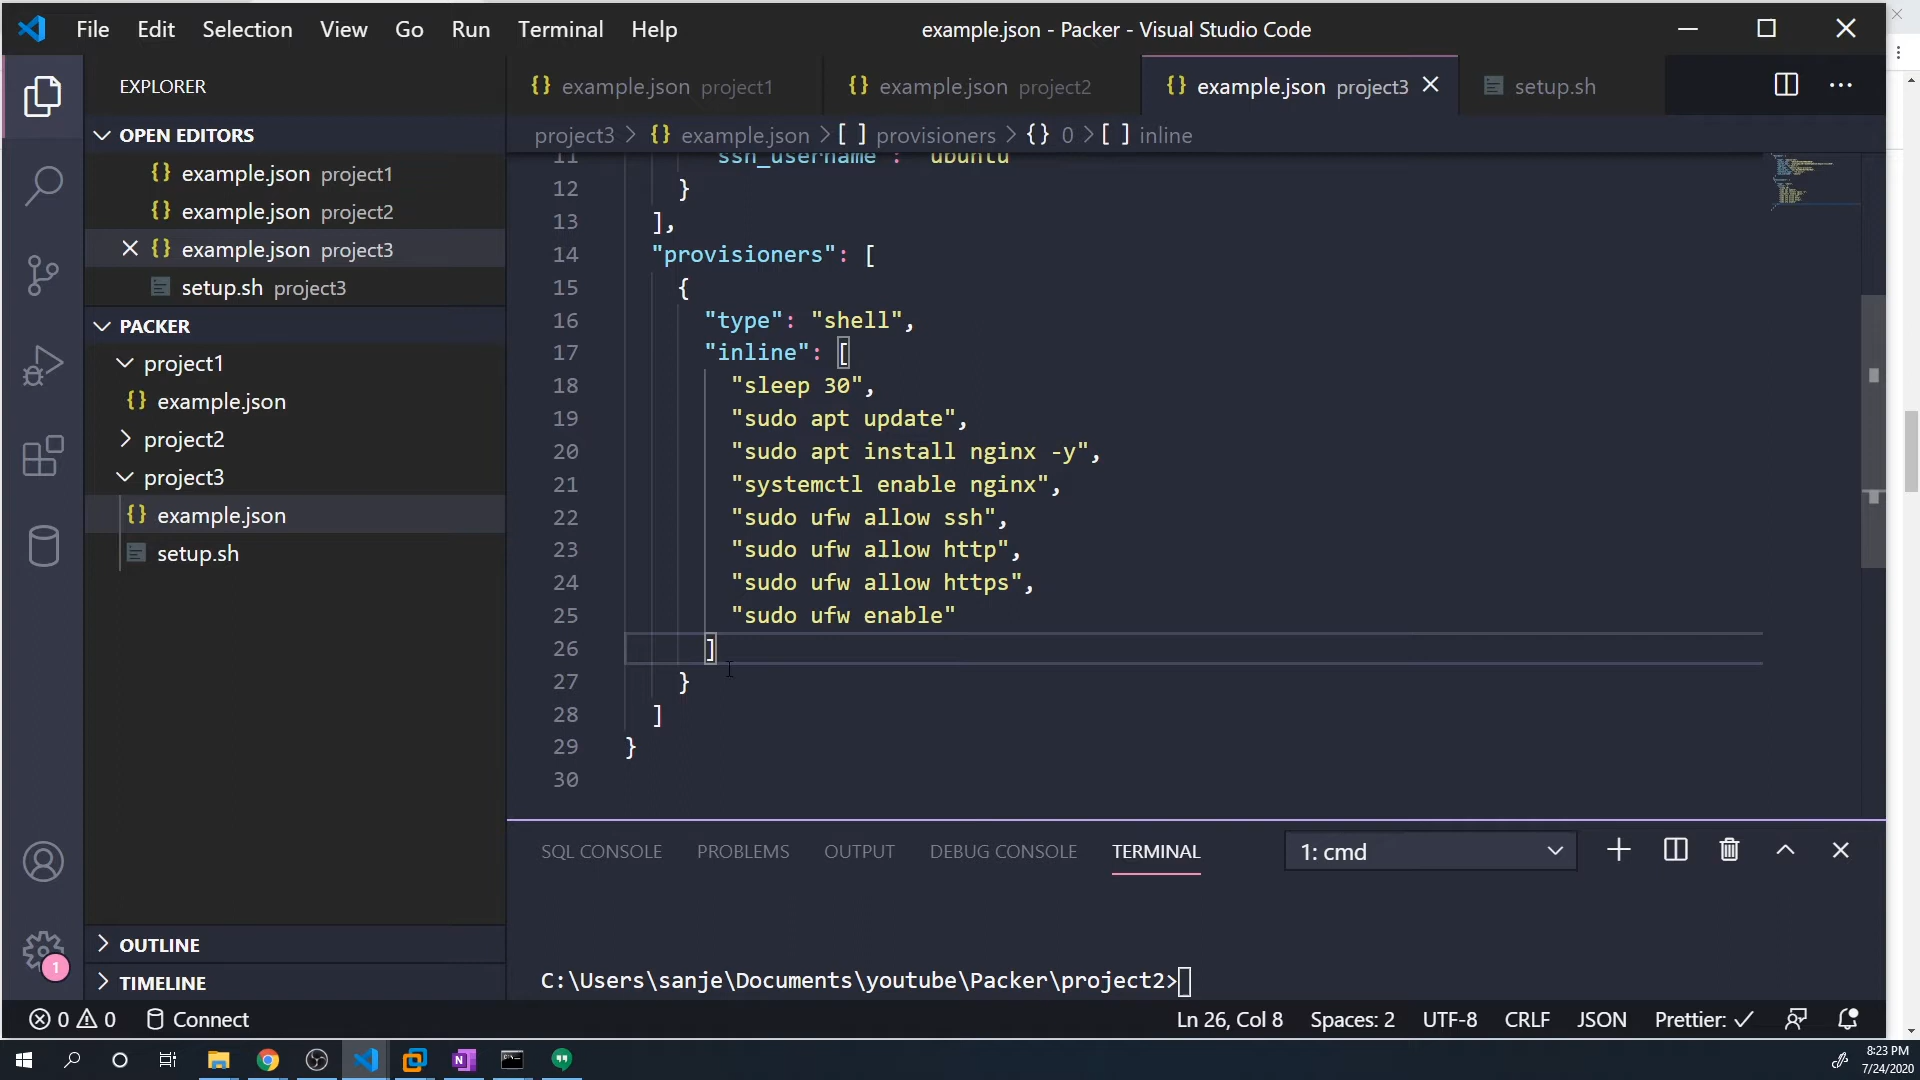 File Edit Selection View Go Run Terminal Help
example.json - Packer - Visual Studio Code
EXPLORER
OPEN EDITORS
{} example.json project1
{} example.json project2
{} example.json project3
setup.sh project3
PACKER
project1
{} example.json
project2
project3
{} example.json
setup.sh
OUTLINE
TIMELINE
{} example.json project1
{} example.json project2
{} example.json project3
setup.sh
project3 > {} example.json > [ ] provisioners > {} 0 > [ ] inline
11 "ssh_username": "ubuntu"
12 }
13 ],
14 "provisioners": [
15 {
16 "type": "shell",
17 "inline": [
18 "sleep 30",
19 "sudo apt update",
20 "sudo apt install nginx -y",
21 "systemctl enable nginx",
22 "sudo ufw allow ssh",
23 "sudo ufw allow http",
24 "sudo ufw allow https",
25 "sudo ufw enable"
26 ]
27 }
28 ]
29 }
30
SQL CONSOLE PROBLEMS OUTPUT DEBUG CONSOLE TERMINAL
1: cmd
C:\Users\sanje\Documents\youtube\Packer\project2>
1
0 0 Connect
Ln 26, Col 8 Spaces: 2 UTF-8 CRLF JSON Prettier: ✓
8:23 PM
7/24/2020